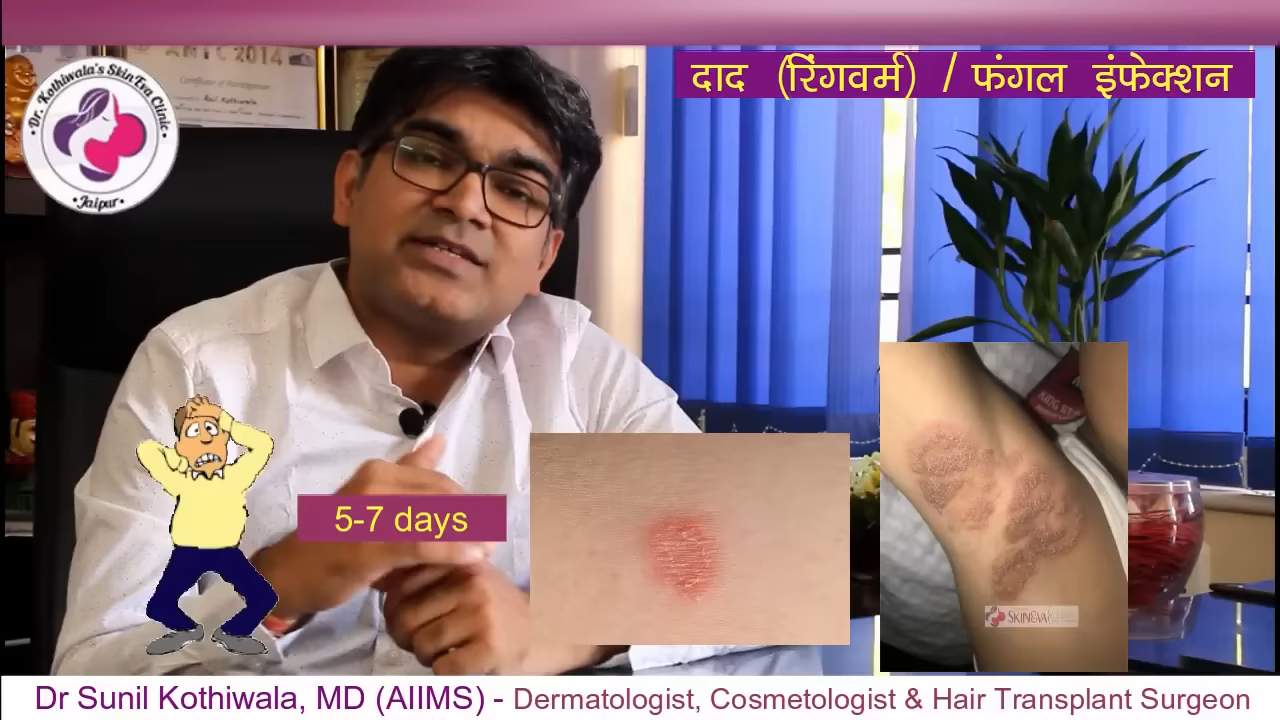 दाद (रिंगवर्म) / फंगल इंफेक्शन
Dr. Kothiwala's SkinEva Clinic
Jaipur
2014
5-7 days
SKINEVA
Dr Sunil Kothiwala, MD (AIIMS) - Dermatologist, Cosmetologist & Hair Transplant Surgeon